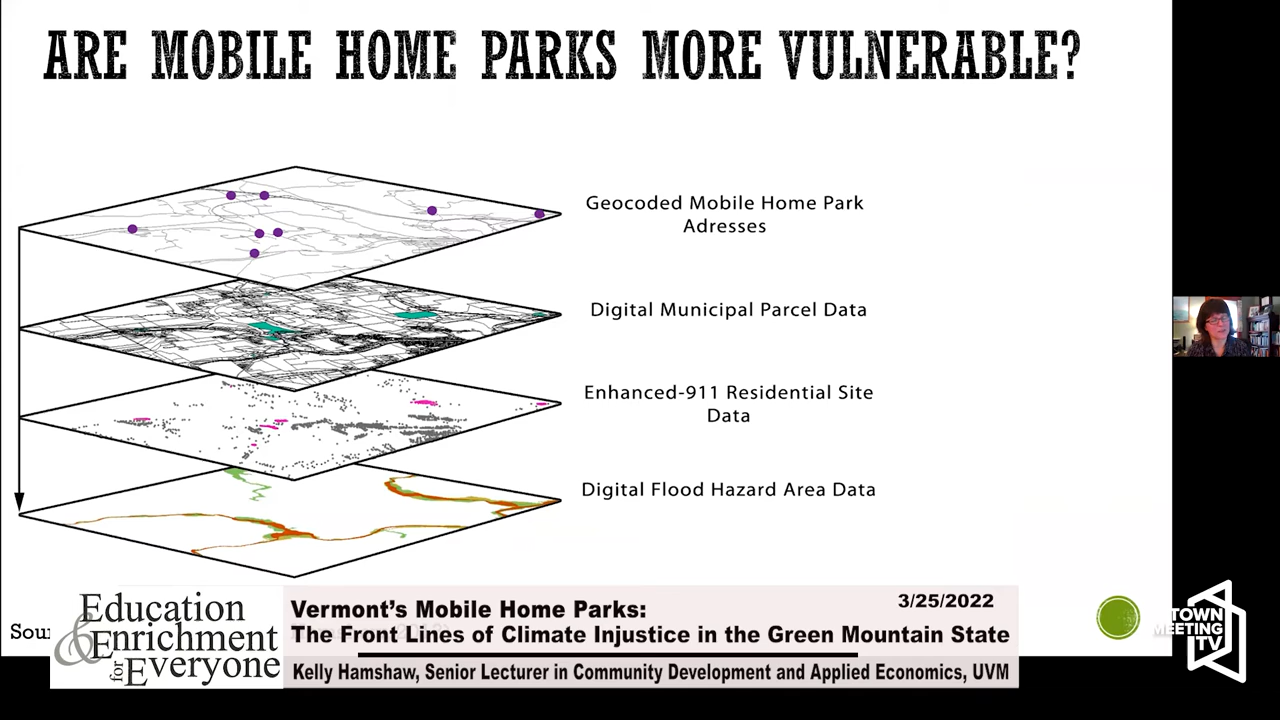 ARE MOBILE HOME PARKS MORE VULNERABLE?
Geocoded Mobile Home Park
Adresses
Digital Municipal Parcel Data
Enhanced-911 Residential Site
Data
Digital Flood Hazard Area Data
Sour
Education
& Enrichment
for Everyone
3/25/2022
Vermont's Mobile Home Parks:
The Front Lines of Climate Injustice in the Green Mountain State
Kelly Hamshaw, Senior Lecturer in Community Development and Applied Economics, UVM
TOWN
MEETING
TV